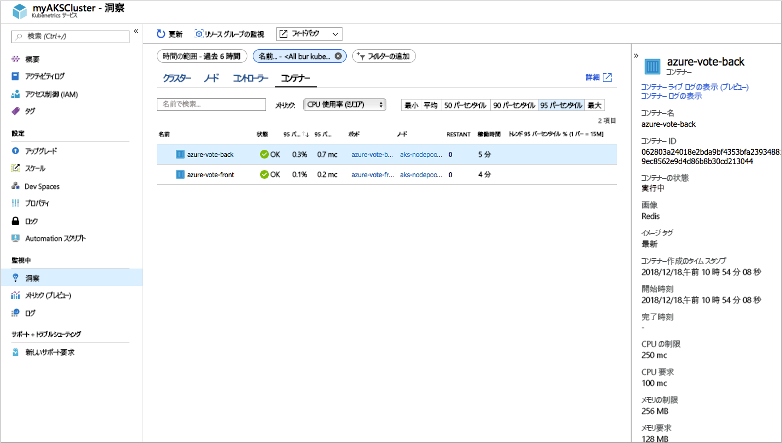 myAKSCluster - 洞察
Kubinetrics サービス
検索 (Ctrl+/)
«
概要
アクティビティログ
アクセス制御 (IAM)
タグ
設定
アップグレード
スケール
Dev Spaces
プロパティ
ロック
Automation スクリプト
監視中
洞察
メトリック (プレビュー)
ログ
サポート + トラブルシューティング
新しいサポート要求
更新
リソース グループの監視
フィードバック
時間の範囲 - 過去 6 時間
名前... - <All bur kube...
フィルターの追加
クラスター
ノード
コントローラー
コンテナー
詳細
名前で検索...
メトリック:
CPU 使用率 (ミリコア)
最小
平均
50 パーセンタイル
90 パーセンタイル
95 パーセンタイル
最大
2 項目
名前
状態
95 パ... ↑↓
95 パ...
ポッド
ノード
RESTANT
稼働時間
トレンド 95 パーセンタイル % (1 バー = 15M)
azure-vote-back
OK
0.3%
0.7 mc
azure-vote-b...
aks-nodepoo...
0
5 分
azure-vote-front
OK
0.1%
0.2 mc
azure-vote-fr...
aks-nodepoo...
0
4 分
»
azure-vote-back
コンテナー
コンテナー ライブ ログの表示 (プレビュー)
コンテナー ログの表示
コンテナー名
azure-vote-back
コンテナー ID
062803a24018e2bda9bf4353bfa2393488
9ec8562e9d4d86b8b30cd213044
コンテナーの状態
実行中
画像
Redis
イメージ タグ
最新
コンテナー作成のタイム スタンプ
2018/12/18,午前 10 時 54 分 08 秒
開始時刻
2018/12/18,午前 10 時 54 分 08 秒
完了時刻
-
CPU の制限
250 mc
CPU 要求
100 mc
メモリの制限
256 MB
メモリ要求
128 MB